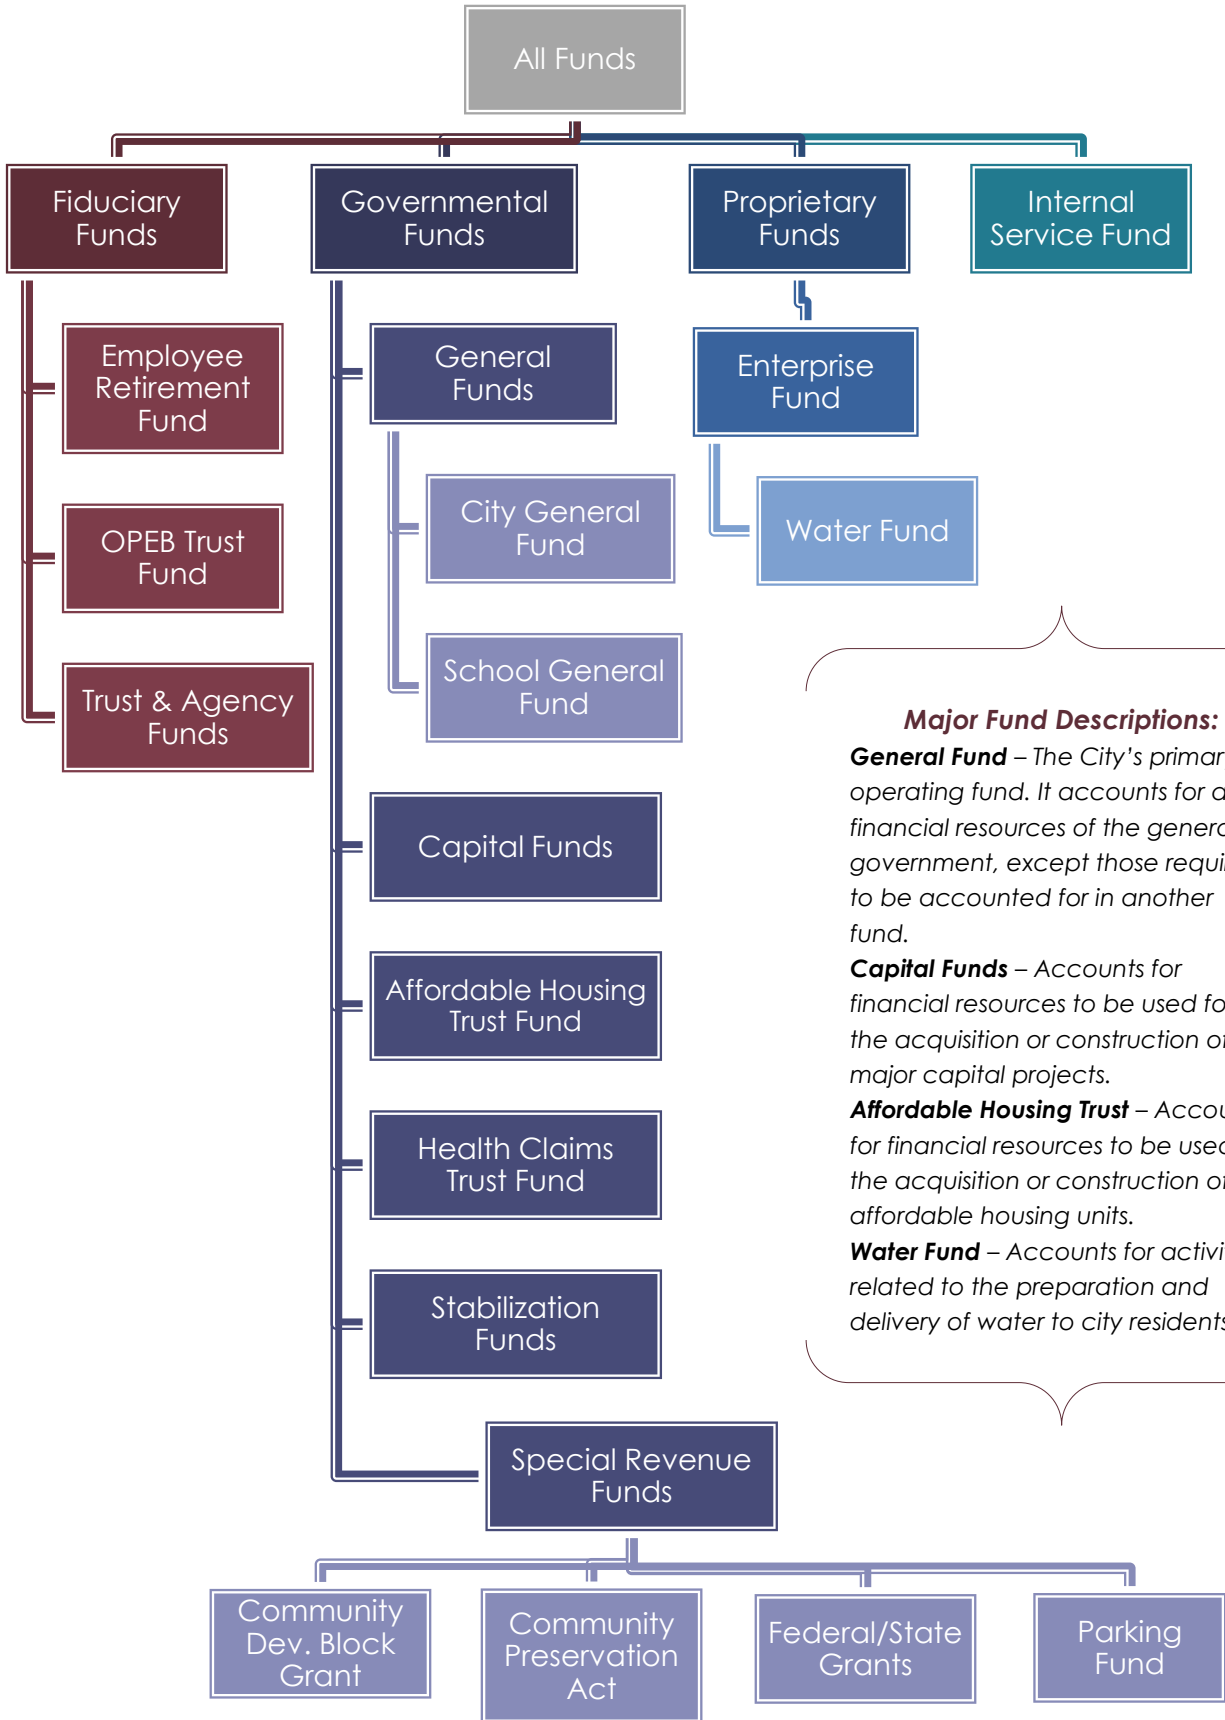 All Funds
Fiduciary
Funds
Governmental
Funds
Proprietary
Funds
Internal
Service Fund
Employee
Retirement
Fund
OPEB Trust
Fund
Trust & Agency
Funds
General
Funds
City General
Fund
School General
Fund
Capital Funds
Affordable Housing
Trust Fund
Health Claims
Trust Fund
Stabilization
Funds
Special Revenue
Funds
Community
Dev. Block
Grant
Community
Preservation
Act
Federal/State
Grants
Parking
Fund
Enterprise
Fund
Water Fund
Major Fund Descriptions:
General Fund – The City's primar
operating fund. It accounts for a
financial resources of the genera
government, except those requi
to be accounted for in another
fund.
Capital Funds – Accounts for
financial resources to be used fo
the acquisition or construction of
major capital projects.
Affordable Housing Trust – Accou
for financial resources to be used
the acquisition or construction of
affordable housing units.
Water Fund – Accounts for activi
related to the preparation and
delivery of water to city residents